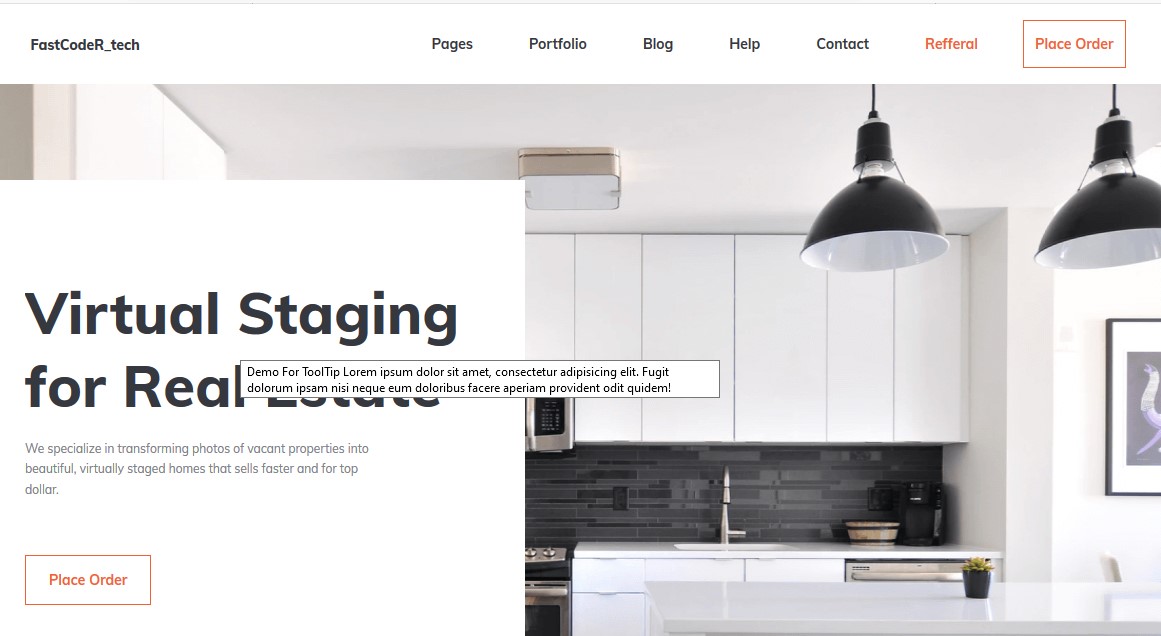 FastCodeR_tech
Pages
Portfolio
Blog
Help
Contact
Refferal
Place Order
Virtual Staging
for Real Estate
Demo For ToolTip Lorem ipsum dolor sit amet, consectetur adipisicing elit. Fugit
dolorum ipsam nisi neque eum doloribus facere aperiam provident odit quidem!
We specialize in transforming photos of vacant properties into
beautiful, virtually staged homes that sells faster and for top
dollar.
Place Order